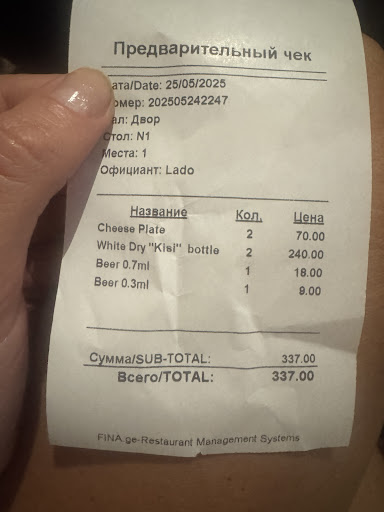 Предварительный чек
ата/Date: 25/05/2025
омер: 202505242247
ал: Двор
Стол: N1
Места: 1
Официант: Lado
Название Кол. Цена
Cheese Plate 2 70.00
White Dry "Kisi" bottle 2 240.00
Beer 0.7ml 1 18.00
Beer 0.3ml 1 9.00
Сумма/SUB-TOTAL: 337.00
Всего/TOTAL: 337.00
FINA ge-Restaurant Management Systems